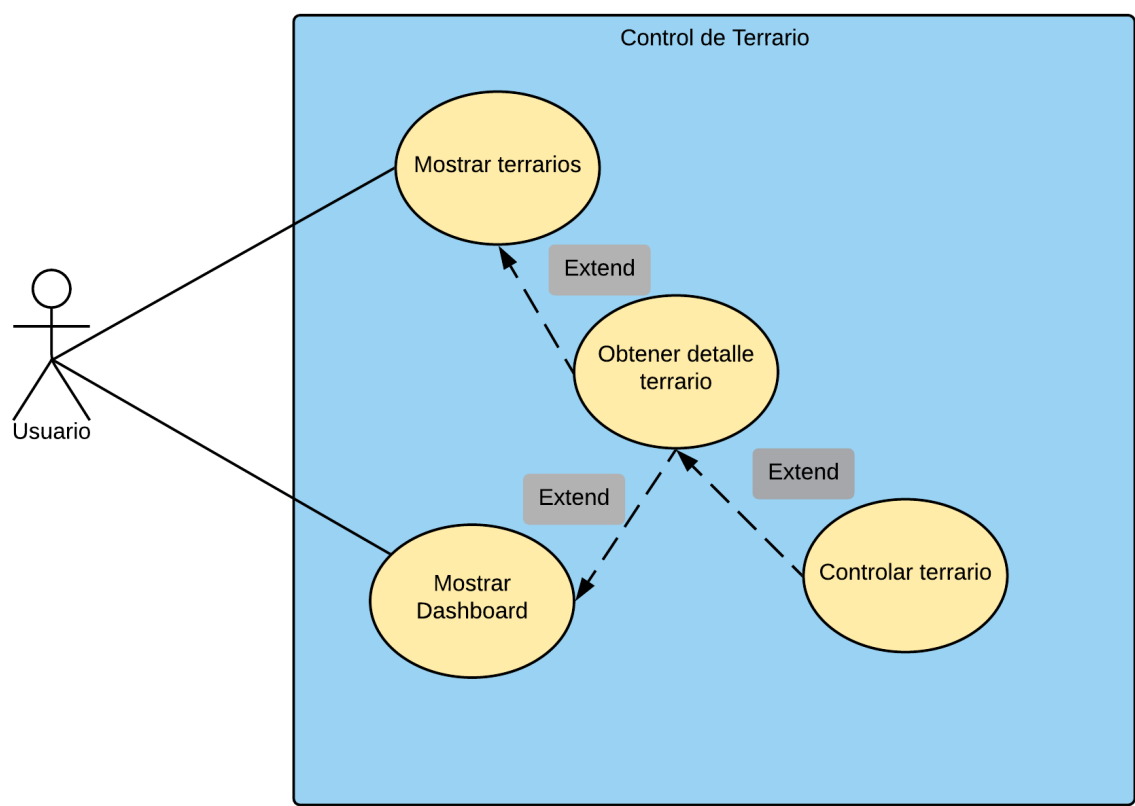 Control de Terrario
Mostrar terrarios
Extend
Obtener detalle
terrario
Usuario
Extend
Extend
Controlar terrario
Mostrar
Dashboard